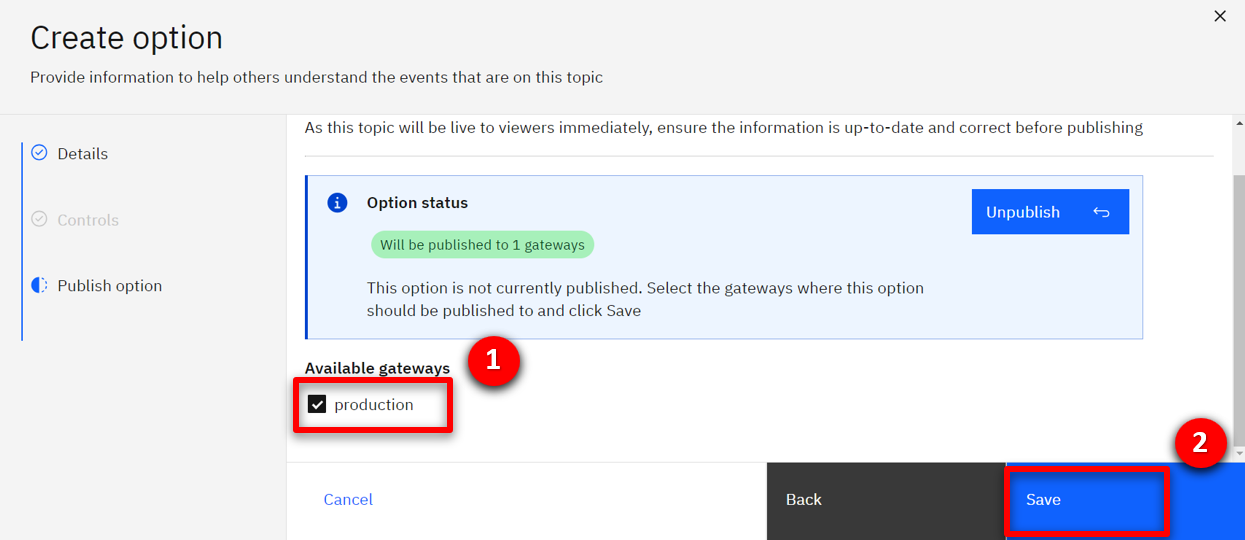 Create option
Provide information to help others understand the events that are on this topic
Details
Controls
Publish option
As this topic will be live to viewers immediately, ensure the information is up-to-date and correct before publishing
Option status
Unpublish
Will be published to 1 gateways
This option is not currently published. Select the gateways where this option
should be published to and click Save
Available gateways
1
production
2
Cancel
Back
Save